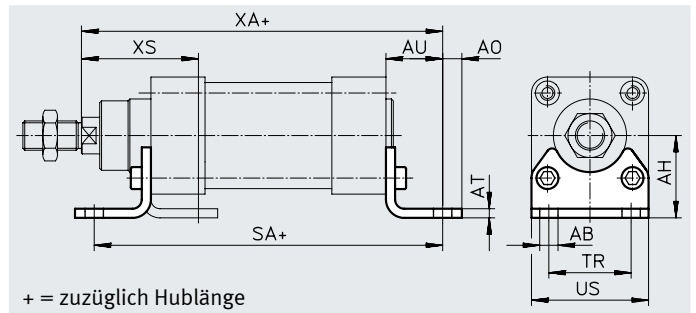 XA+
XS
AU
AO
AT
AH
SA+
AB
TR
US
+ = zuzüglich Hublänge